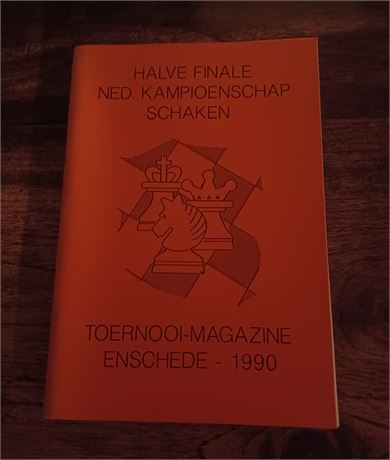 HALVE FINALE
NED. KAMPIOENSCHAP
SCHAKEN
TOERNOOI-MAGAZINE
ENSCHEDE - 1990